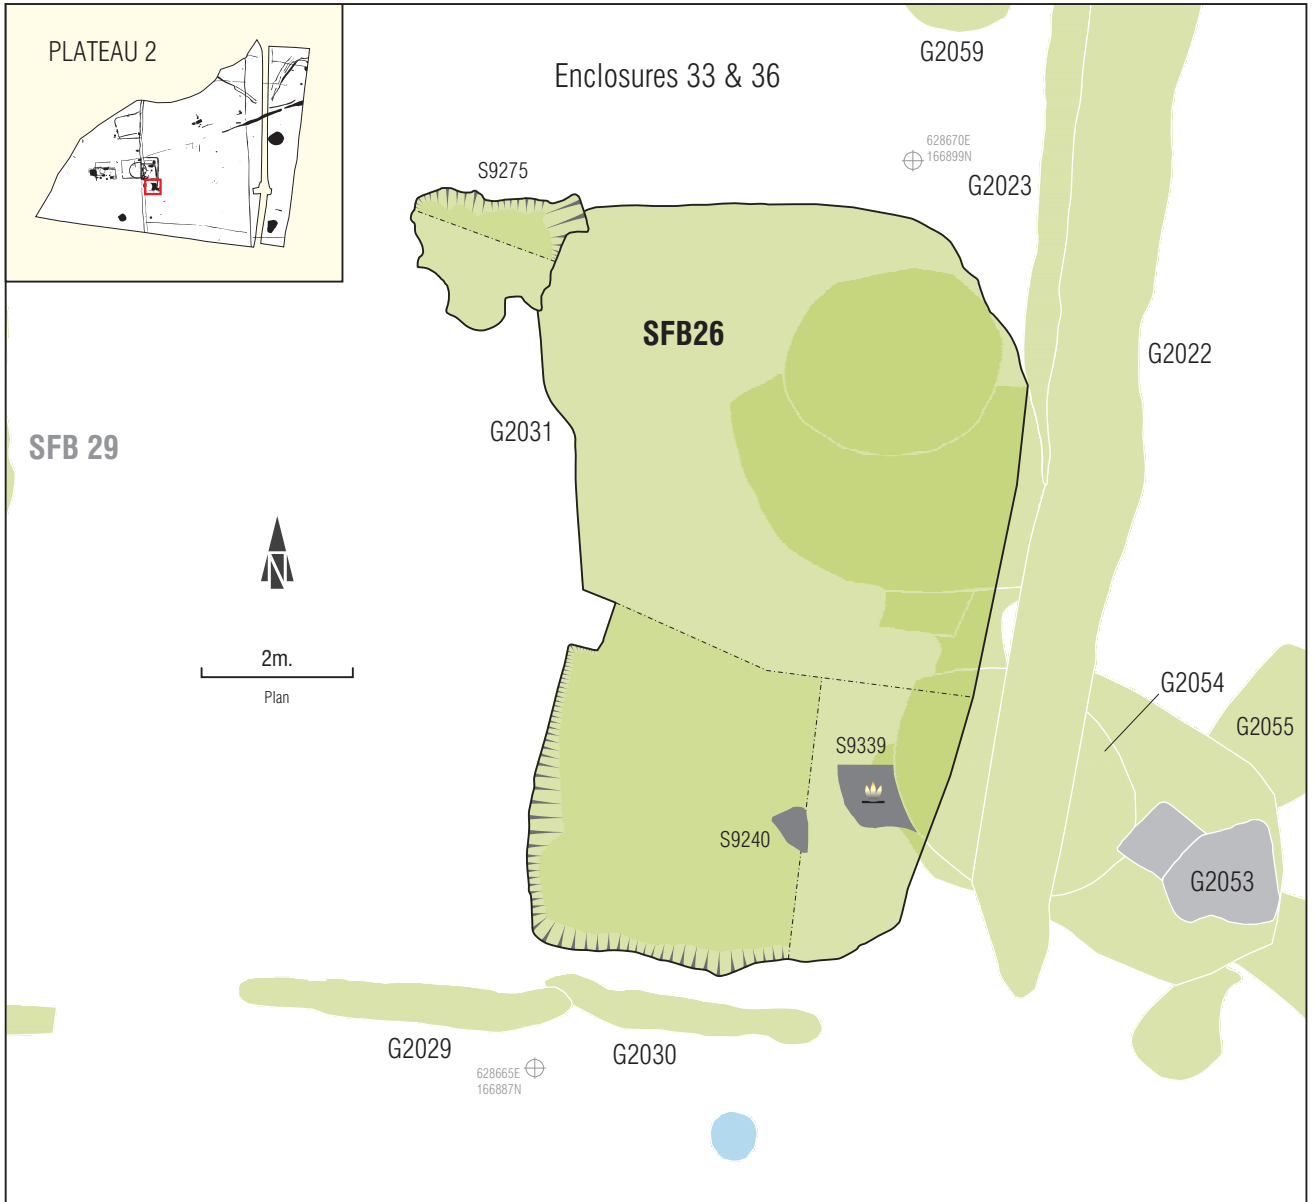 PLATEAU 2
Enclosures 33 & 36
G2059
628670E
166899N
S9275
G2023
SFB26
G2022
G2031
SFB 29
N
2m.
Plan
G2054
G2055
S9339
S9240
G2053
G2029
G2030
628665E
166887N